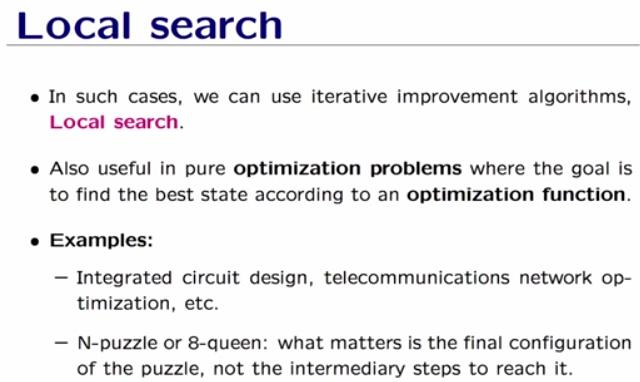 Local search
• In such cases, we can use iterative improvement algorithms,
Local search.
• Also useful in pure optimization problems where the goal is
to find the best state according to an optimization function.
• Examples:
– Integrated circuit design, telecommunications network op-
timization, etc.
– N-puzzle or 8-queen: what matters is the final configuration
of the puzzle, not the intermediary steps to reach it.